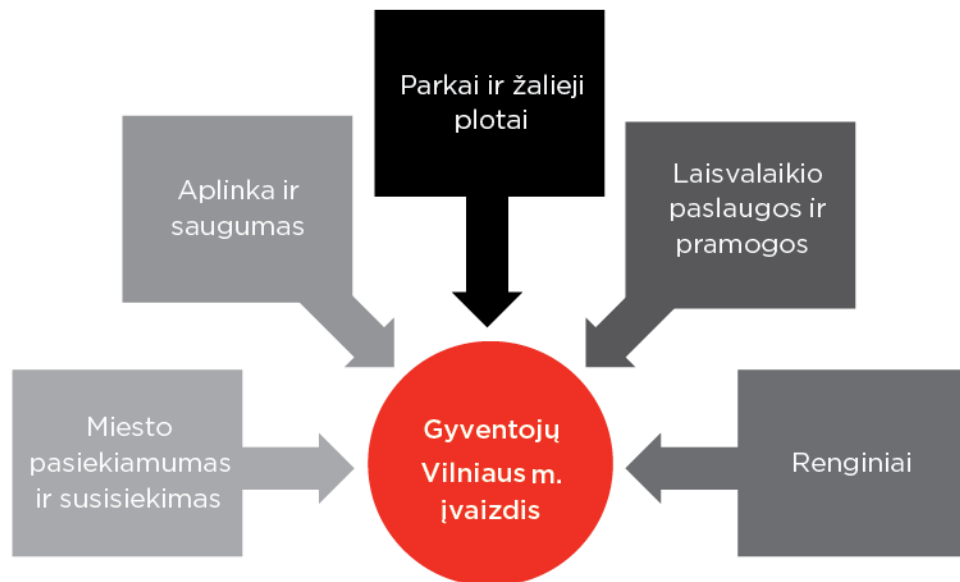 Parkai ir žalieji
plotai
Aplinka ir
saugumas
Laisvalaikio
paslaugos ir
pramogos
Miesto
pasiekiamumas
ir susisiekimas
Gyventojų
Vilniaus m.
įvaizdis
Renginiai